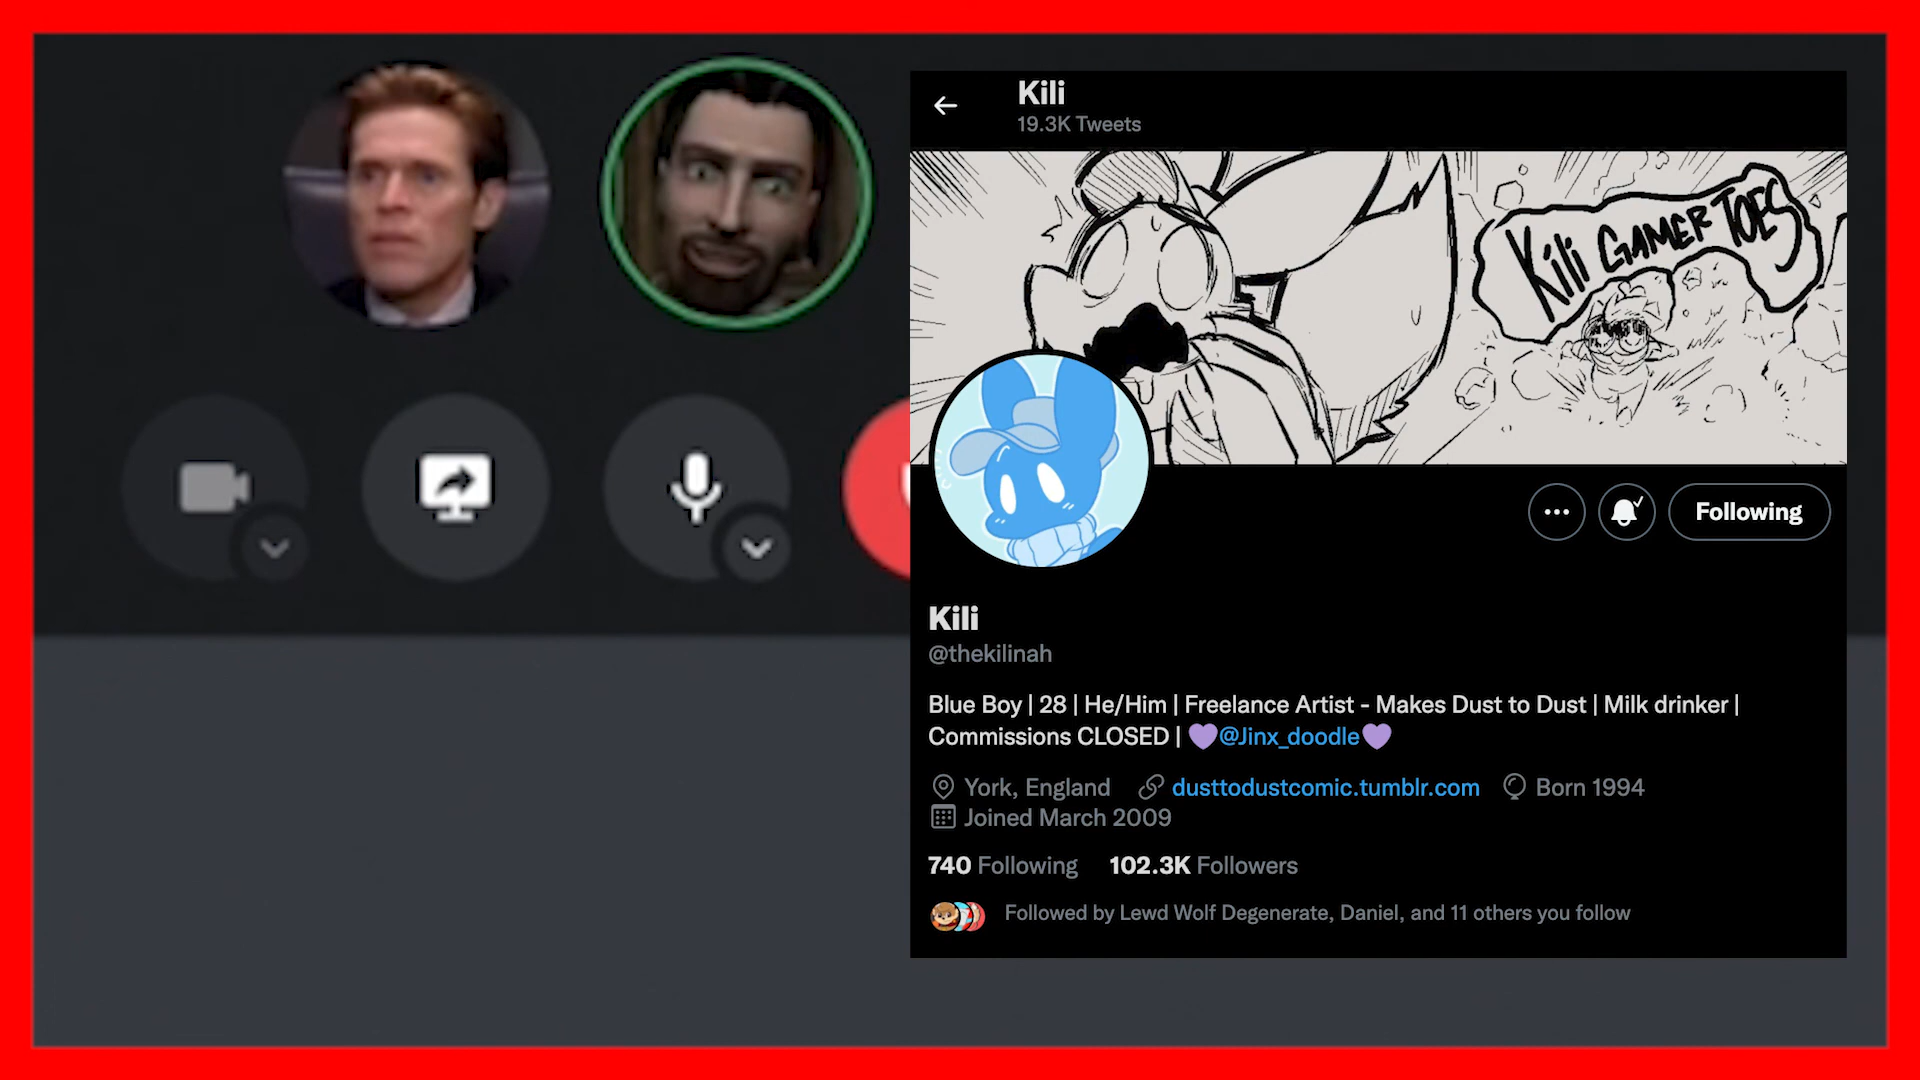 Kili
19.3K Tweets
Kili GAMER TOES
Following
Kili
@thekilinah
Blue Boy | 28 | He/Him | Freelance Artist - Makes Dust to Dust | Milk drinker |
Commissions CLOSED | 💜@Jinx_doodle💜
York, England dusttodustcomic.tumblr.com Born 1994
Joined March 2009
740 Following 102.3K Followers
Followed by Lewd Wolf Degenerate, Daniel, and 11 others you follow